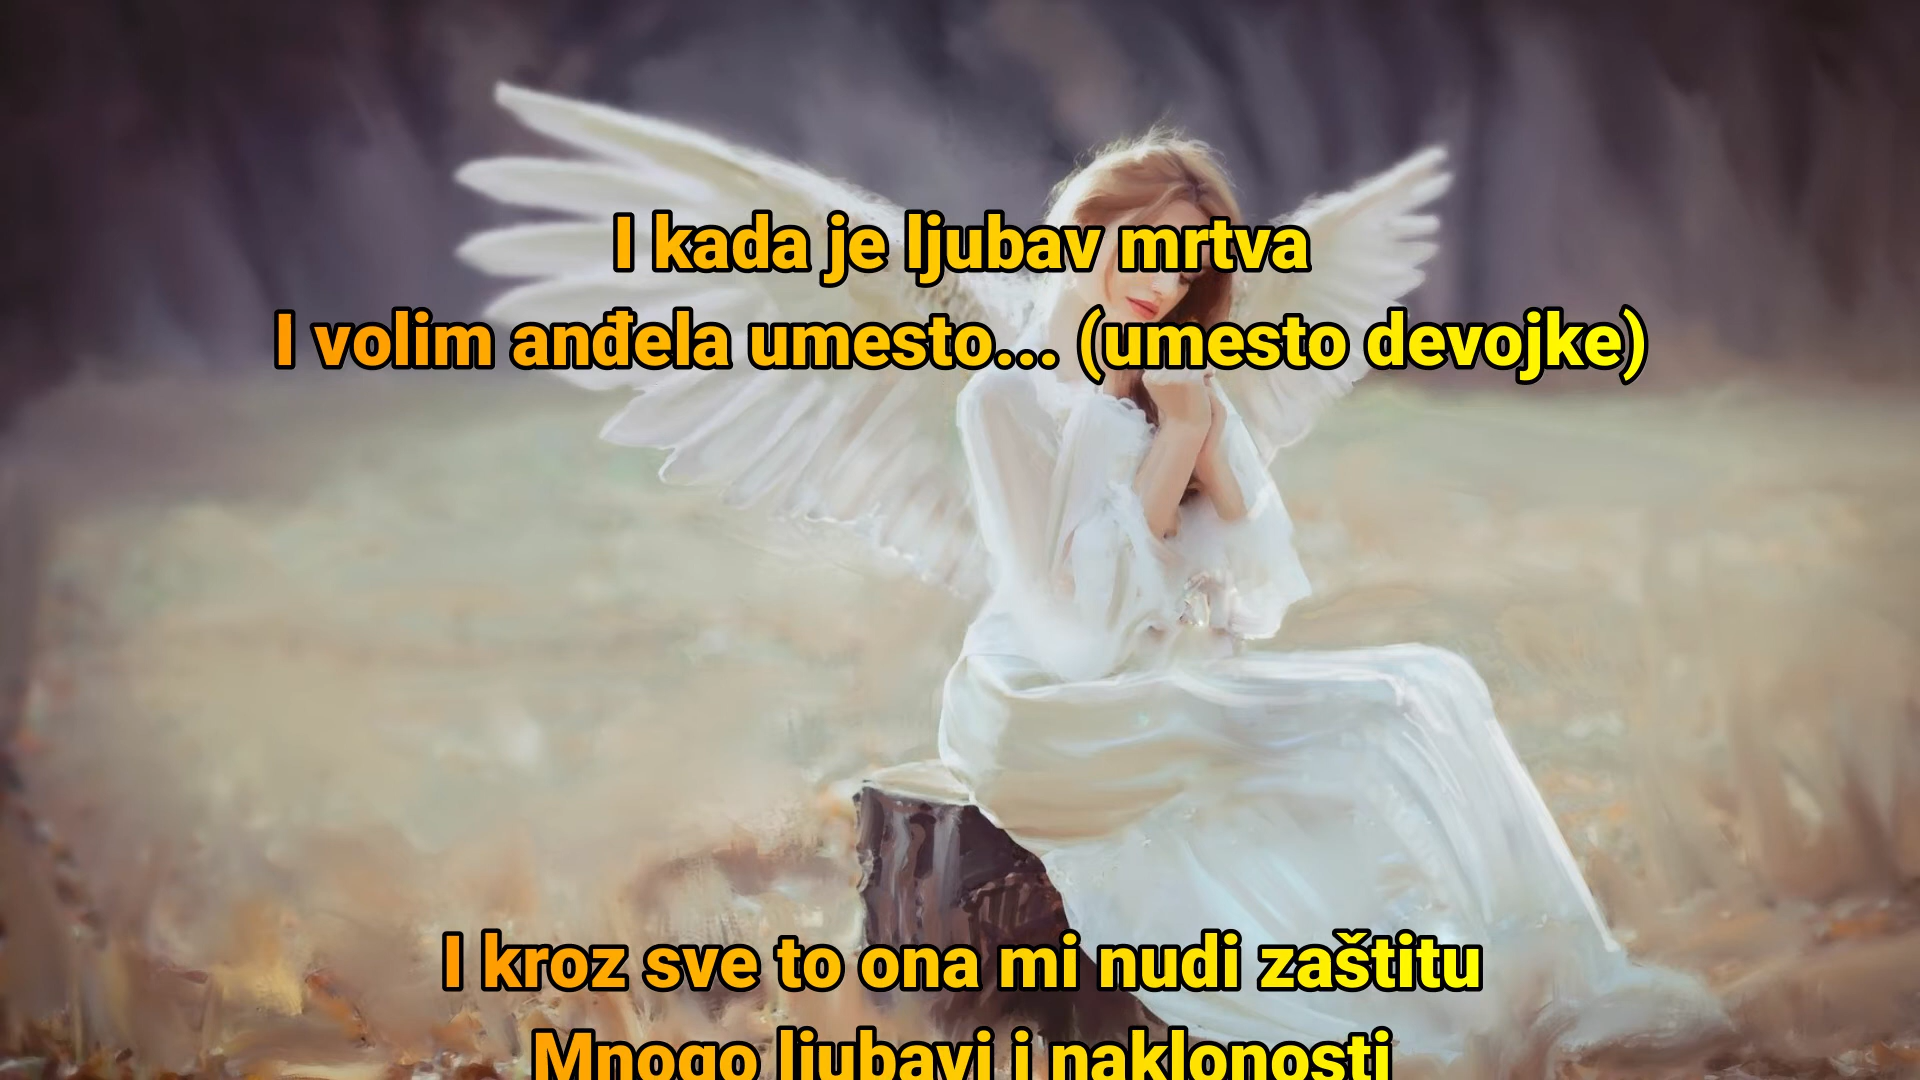 I kada je ljubav mrtva
I volim anđela umesto... (umesto devojke)
I kroz sve to ona mi nudi zaštitu
Mnogo ljubavi i naklonosti